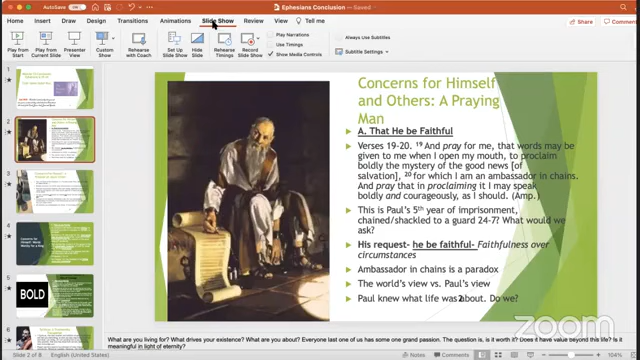 AutoSave
Ephesians Conclusion — Saved
Home Insert Draw Design Transitions Animations Slide Show Review View Tell me
Share Comments
Play from Start
Play from Current Slide
Presenter View
Custom Show
Rehearse with Coach
Set Up Slide Show
Hide Slide
Rehearse Timings
Record Slide Show
Play Narrations
Use Timings
Show Media Controls
Always Use Subtitles
Subtitle Settings
1
2
3
4
5
BOLD
6
Concerns for Himself
and Others: A Praying
Man
A. That He be Faithful
Verses 19-20. 19 And pray for me, that words may be
given to me when I open my mouth, to proclaim
boldly the mystery of the good news [of
salvation], 20 for which I am an ambassador in chains.
And pray that in proclaiming it I may speak
boldly and courageously, as I should. (Amp.)
This is Paul's 5th year of imprisonment,
chained/shackled to a guard 24-7? What would we
ask?
His request- he be faithful- Faithfulness over
circumstances
Ambassador in chains is a paradox
The world's view vs. Paul's view
Paul knew what life was about. Do we?
2
What are you living for? What drives your existence? What are you about? Everyone last one of us has some one grand passion. The question is, is it worth it? Does it have value beyond this life? Is it
meaningful in light of eternity?
Slide 2 of 8 English (United States) Notes Comments 104%
zoom